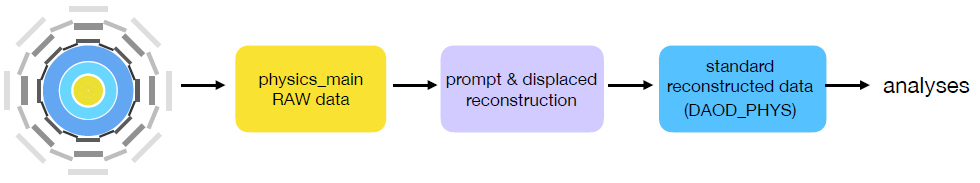 physics_main
RAW data
prompt & displaced
reconstruction
standard
reconstructed data
(DAOD_PHYS)
analyses